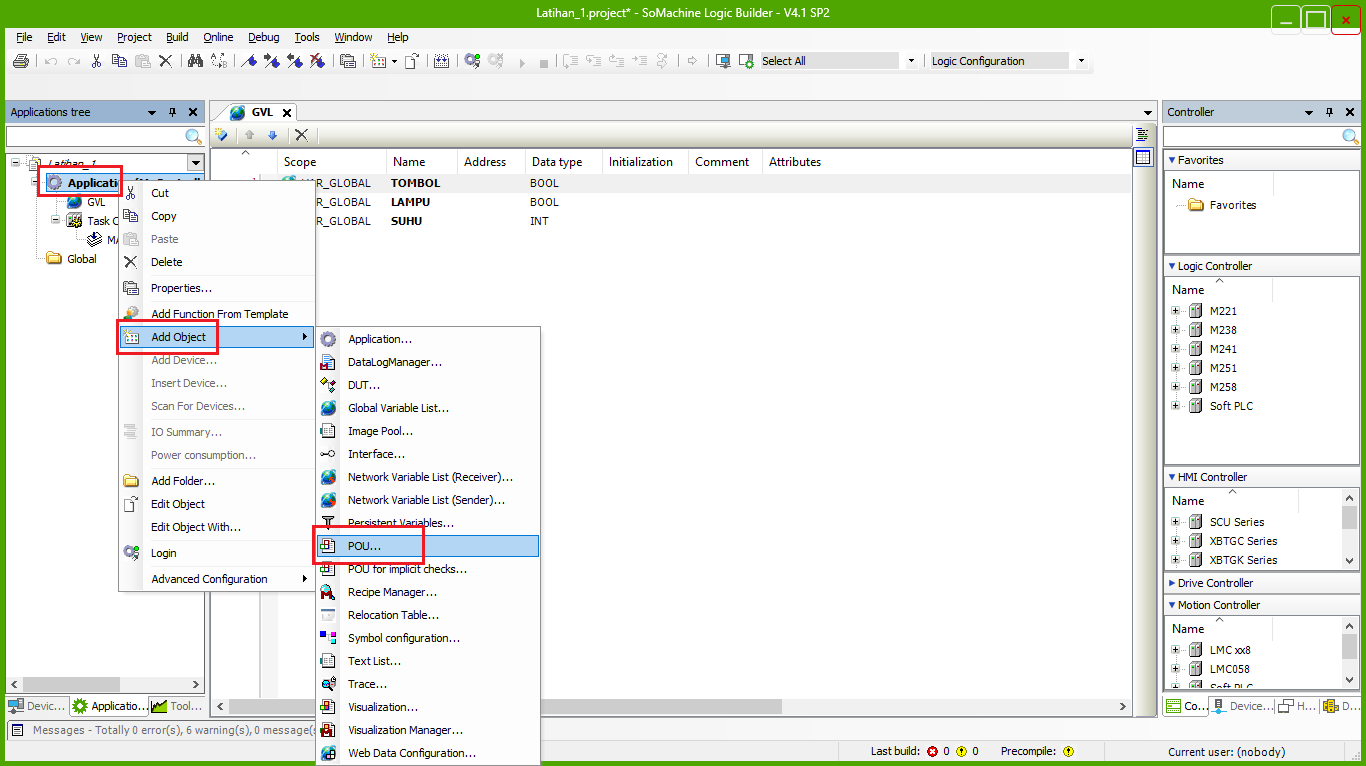 Latihan_1.project* - SoMachine Logic Builder - V4.1 SP2
File Edit View Project Build Online Debug Tools Window Help
Select All
Logic Configuration
Applications tree
Latihan_1
Applicati
GVL
Task C
MA
Global
Devic...
Applicatio...
Tool...
GVL
Scope Name Address Data type Initialization Comment Attributes
VAR_GLOBAL TOMBOL BOOL
VAR_GLOBAL LAMPU BOOL
VAR_GLOBAL SUHU INT
Cut
Copy
Paste
Delete
Properties...
Add Function From Template
Add Object
Add Device...
Insert Device...
Scan For Devices...
IO Summary...
Power consumption...
Add Folder...
Edit Object
Edit Object With...
Login
Advanced Configuration
Application...
DataLogManager...
DUT...
Global Variable List...
Image Pool...
Interface...
Network Variable List (Receiver)...
Network Variable List (Sender)...
Persistent Variables...
POU...
POU for implicit checks...
Recipe Manager...
Relocation Table...
Symbol configuration...
Text List...
Trace...
Visualization...
Visualization Manager...
Web Data Configuration...
Controller
Favorites
Name
Favorites
Logic Controller
Name
M221
M238
M241
M251
M258
Soft PLC
HMI Controller
Name
SCU Series
XBTGC Series
XBTGK Series
Drive Controller
Motion Controller
Name
LMC xx8
LMC058
Soft PLC
Co... Device... H... D...
Messages - Totally 0 error(s), 6 warning(s), 0 message(s
Last build: 0 0 Precompile:
Current user: (nobody)